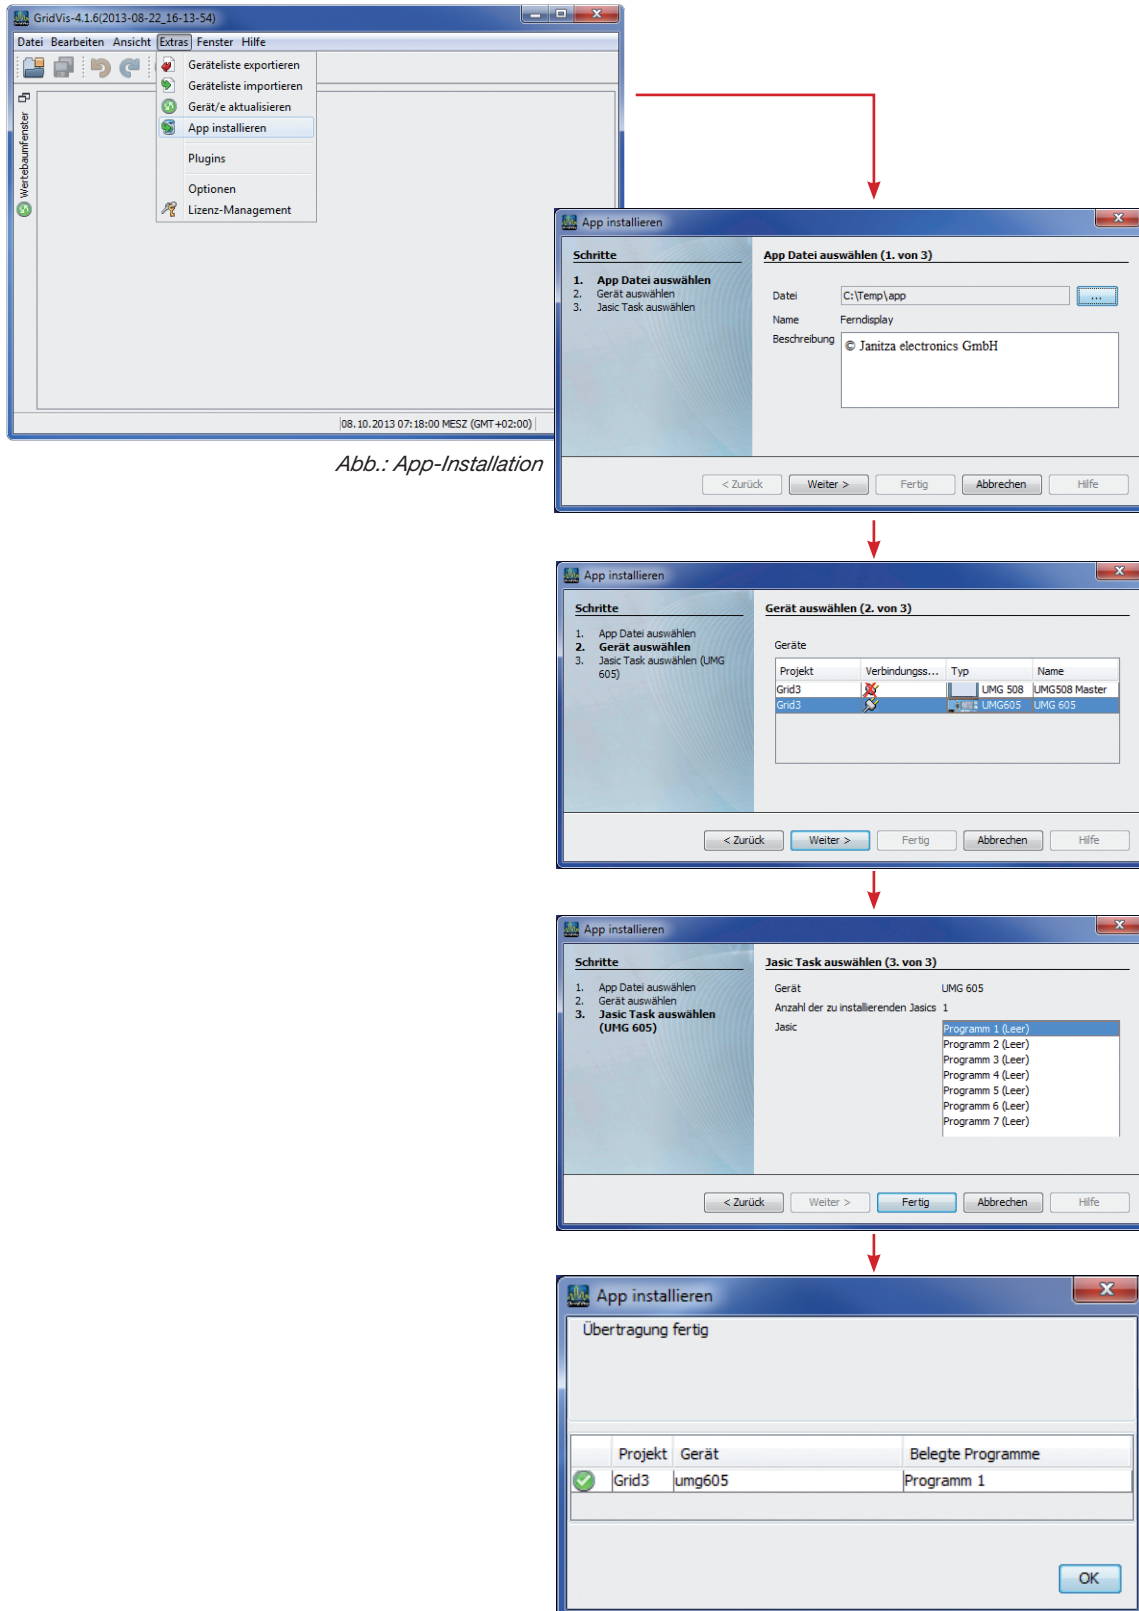 GridVis-4.1.6(2013-08-22_16-13-54)
Datei Bearbeiten Ansicht Extras Fenster Hilfe
Geräteliste exportieren
Geräteliste importieren
Gerät/e aktualisieren
App installieren
Plugins
Optionen
Lizenz-Management
Wertebaumfenster
08.10.2013 07:18:00 MESZ (GMT+02:00)
Abb.: App-Installation
App installieren
Schritte
1. App Datei auswählen
2. Gerät auswählen
3. Jasic Task auswählen
App Datei auswählen (1. von 3)
Datei C:\Temp\app ...
Name Ferndisplay
Beschreibung © Janitza electronics GmbH
< Zurück Weiter > Fertig Abbrechen Hilfe
App installieren
Schritte
1. App Datei auswählen
2. Gerät auswählen
3. Jasic Task auswählen (UMG
605)
Gerät auswählen (2. von 3)
Geräte
Projekt Verbindungss... Typ Name
Grid3 UMG 508 UMG508 Master
Grid3 UMG605 UMG 605
< Zurück Weiter > Fertig Abbrechen Hilfe
App installieren
Schritte
1. App Datei auswählen
2. Gerät auswählen
3. Jasic Task auswählen
(UMG 605)
Jasic Task auswählen (3. von 3)
Gerät UMG 605
Anzahl der zu installierenden Jasics 1
Jasic Programm 1 (Leer)
Programm 2 (Leer)
Programm 3 (Leer)
Programm 4 (Leer)
Programm 5 (Leer)
Programm 6 (Leer)
Programm 7 (Leer)
< Zurück Weiter > Fertig Abbrechen Hilfe
App installieren
Übertragung fertig
Projekt Gerät Belegte Programme
Grid3 umg605 Programm 1
OK